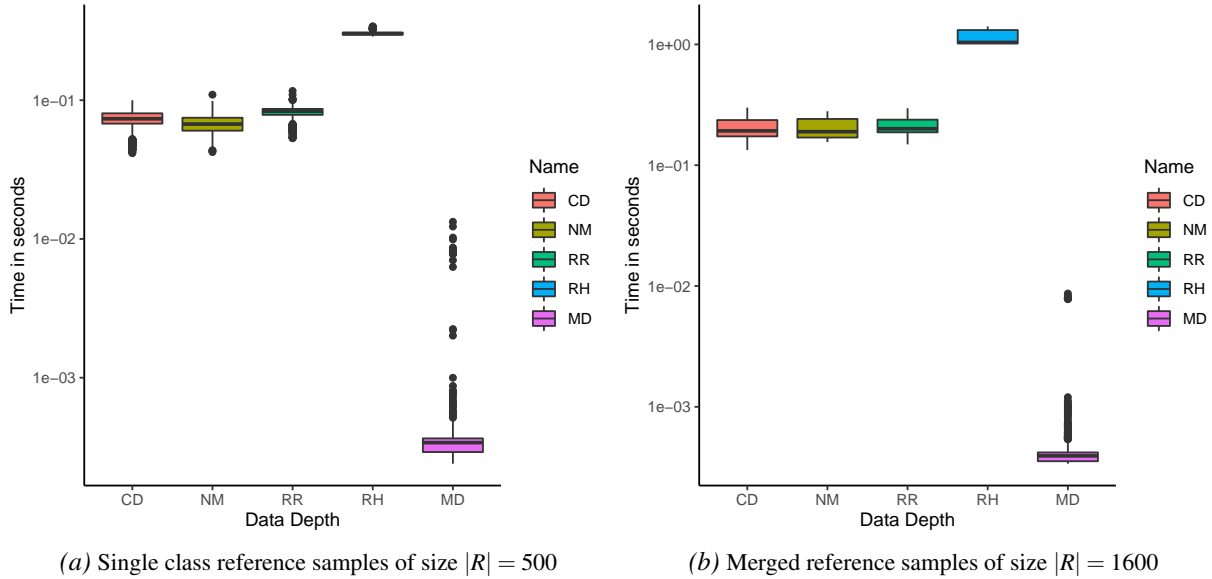 Time in seconds
1e−01
1e−02
1e−03
CD
NM
RR
RH
MD
Data Depth
Name
CD
NM
RR
RH
MD
(a) Single class reference samples of size |R| = 500
Time in seconds
1e+00
1e−01
1e−02
1e−03
CD
NM
RR
RH
MD
Data Depth
Name
CD
NM
RR
RH
MD
(b) Merged reference samples of size |R| = 1600